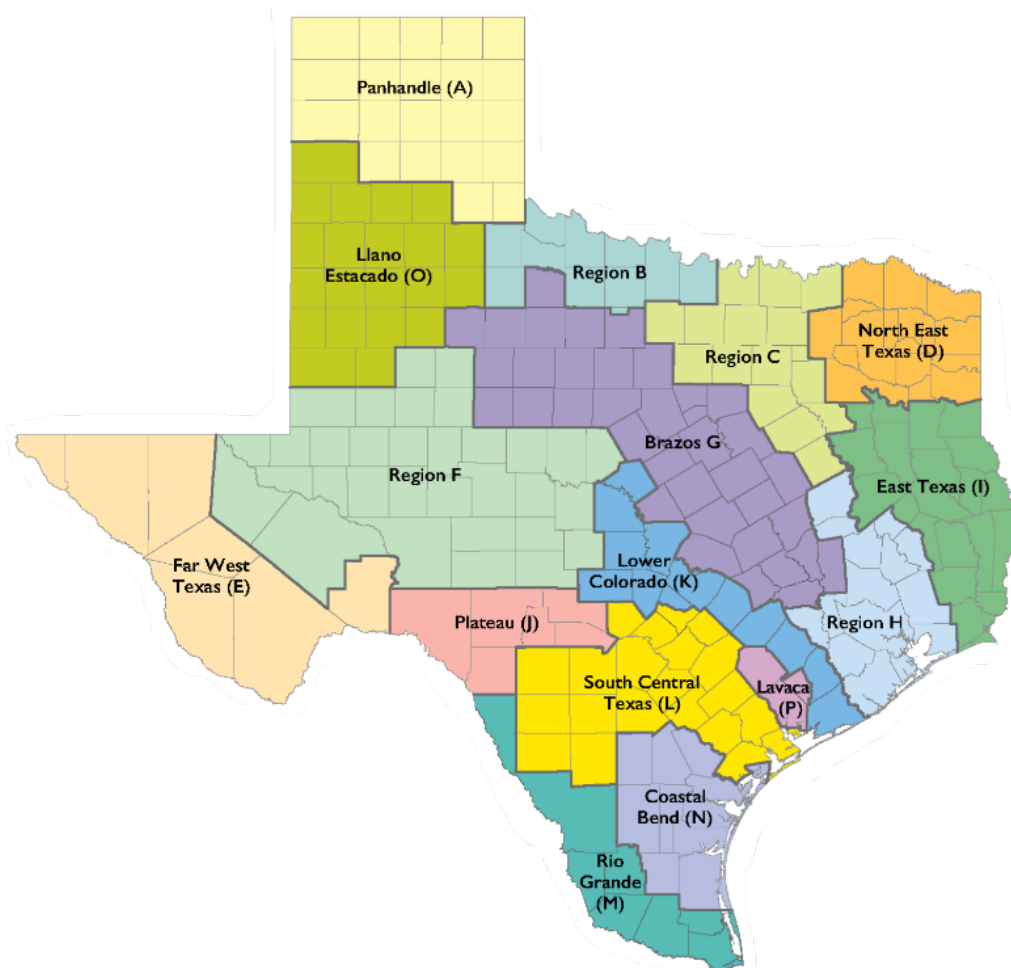 Panhandle (A)
Llano
Estacado (O)
Region B
North East
Texas (D)
Region C
Brazos G
Region F
East Texas (I)
Far West
Texas (E)
Lower
Colorado (K)
Plateau (J)
Region H
South Central
Texas (L)
Lavaca
(P)
Coastal
Bend (N)
Rio
Grande
(M)